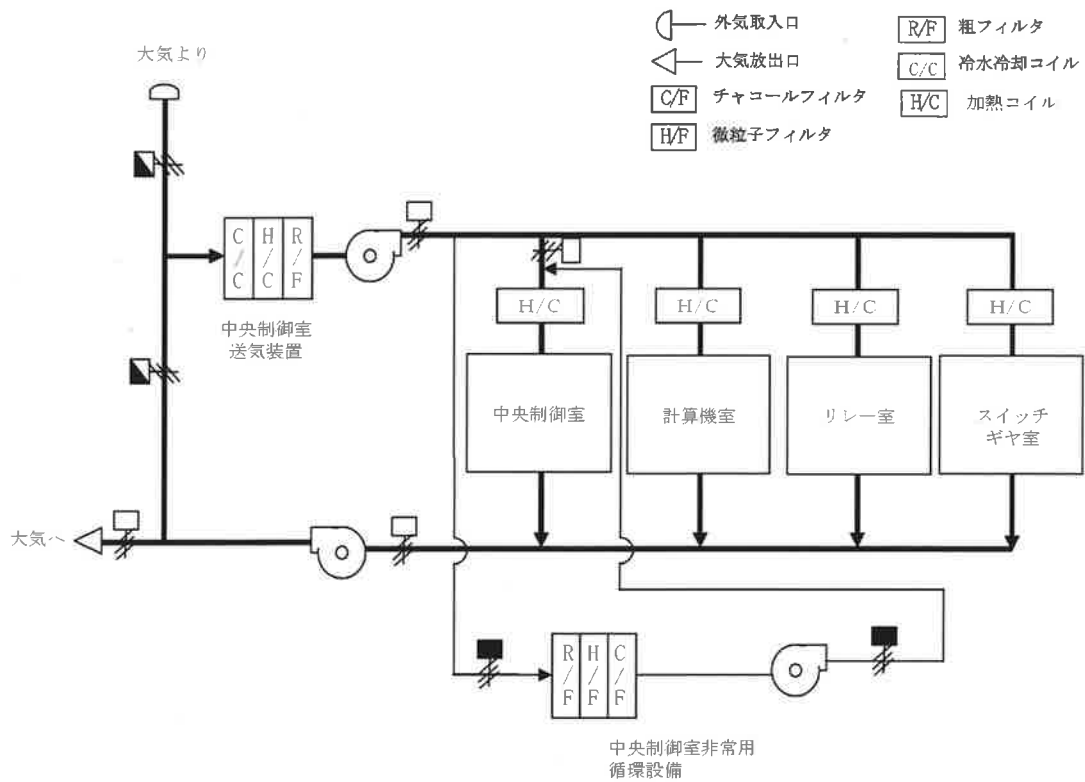 外気取入口
大気放出口
C/F チャコールフィルタ
H/F 微粒子フィルタ
R/F 粗フィルタ
C/C 冷水冷却コイル
H/C 加熱コイル
大気より
C/C H/C R/F
中央制御室
送気装置
H/C
H/C
H/C
H/C
中央制御室
計算機室
リレー室
スイッチ
ギヤ室
大気へ
R/F H/F C/F
中央制御室非常用
循環設備